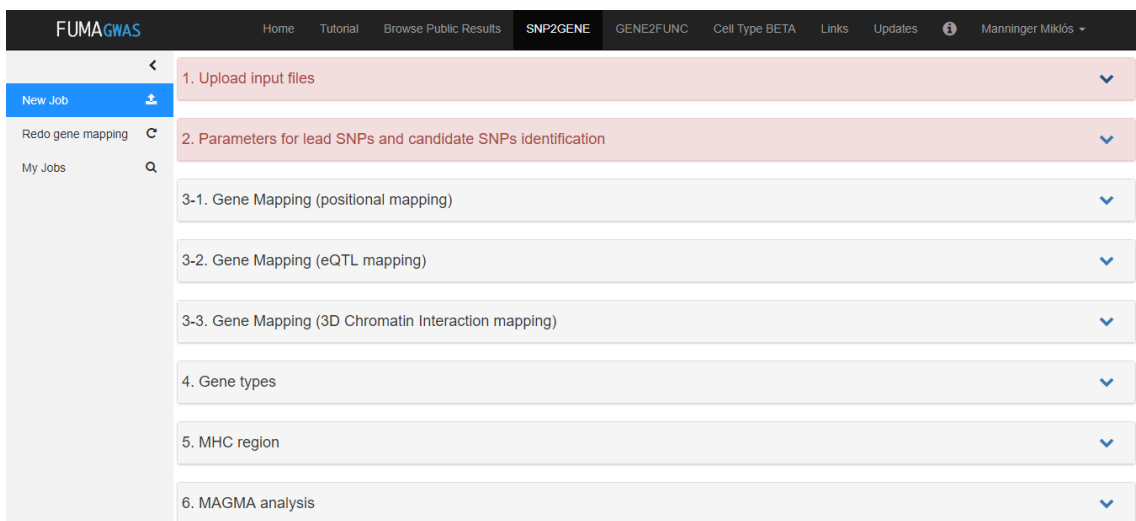 FUMAGWAS
Home Tutorial Browse Public Results SNP2GENE GENE2FUNC Cell Type BETA Links Updates Manninger Miklós
New Job
Redo gene mapping
My Jobs
1. Upload input files
2. Parameters for lead SNPs and candidate SNPs identification
3-1. Gene Mapping (positional mapping)
3-2. Gene Mapping (eQTL mapping)
3-3. Gene Mapping (3D Chromatin Interaction mapping)
4. Gene types
5. MHC region
6. MAGMA analysis